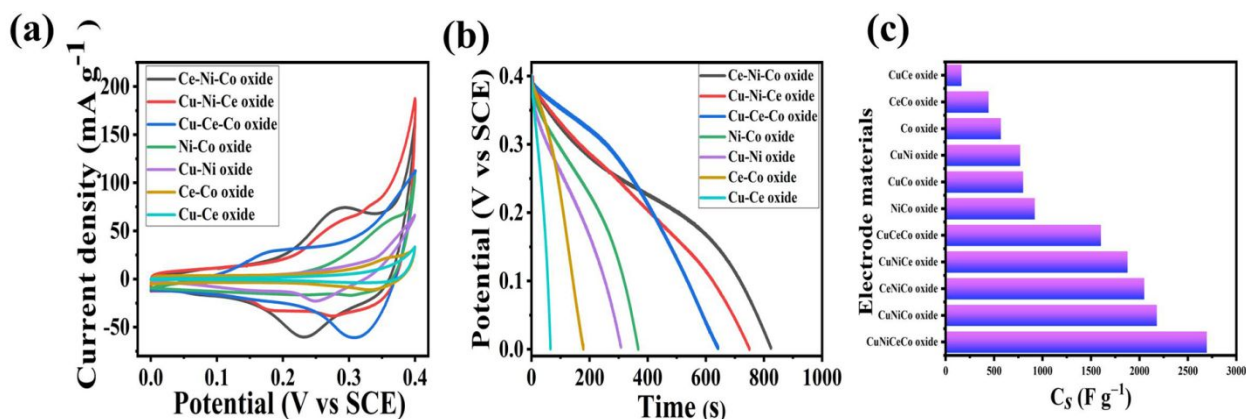 (a)
Current density (mA g⁻¹)
200
150
100
50
0
-50
0.0 0.1 0.2 0.3 0.4
Potential (V vs SCE)
Ce-Ni-Co oxide
Cu-Ni-Ce oxide
Cu-Ce-Co oxide
Ni-Co oxide
Cu-Ni oxide
Ce-Co oxide
Cu-Ce oxide
(b)
Potential (V vs SCE)
0.4
0.3
0.2
0.1
0.0
0 200 400 600 800 1000
Time (s)
Ce-Ni-Co oxide
Cu-Ni-Ce oxide
Cu-Ce-Co oxide
Ni-Co oxide
Cu-Ni oxide
Ce-Co oxide
Cu-Ce oxide
(c)
Electrode materials
CuCe oxide
CeCo oxide
Co oxide
CuNi oxide
CuCo oxide
NiCo oxide
CuCeCo oxide
CuNiCe oxide
CeNiCo oxide
CuNiCo oxide
CuNiCeCo oxide
0 500 1000 1500 2000 2500 3000
Cs (F g⁻¹)